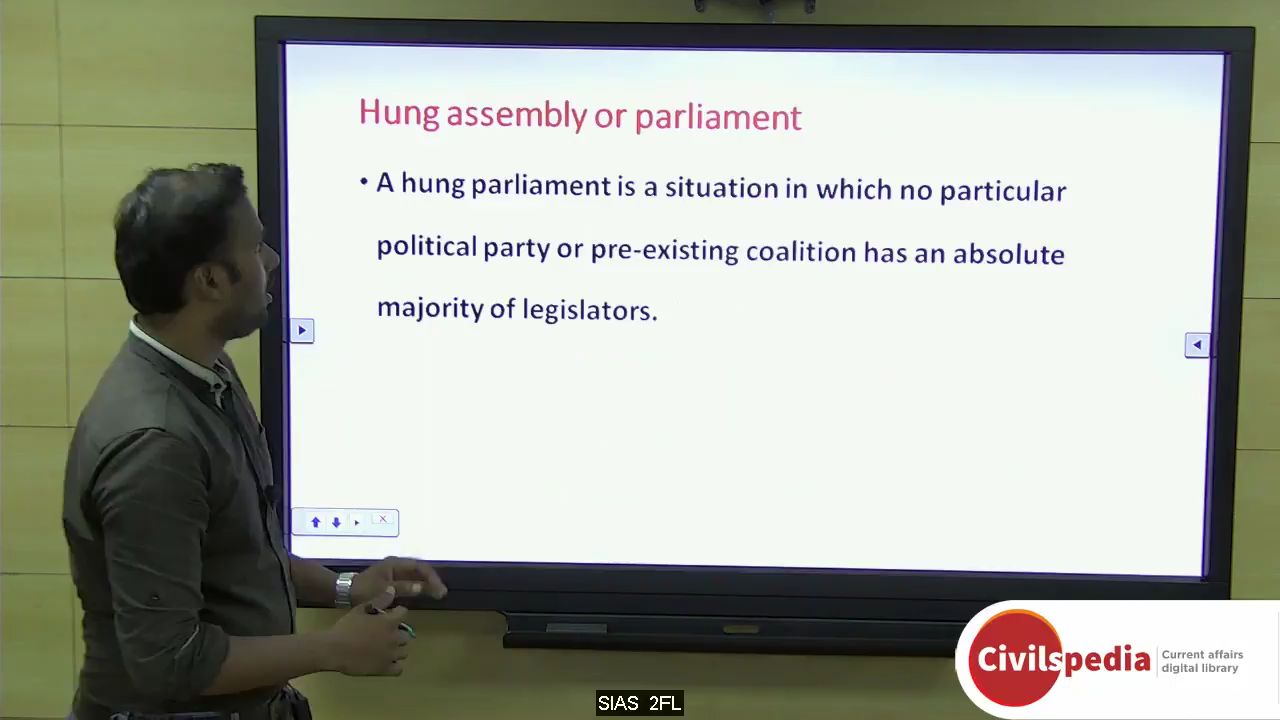 Hung assembly or parliament
• A hung parliament is a situation in which no particular
political party or pre-existing coalition has an absolute
majority of legislators.
Civilspedia
Current affairs
digital library
SIAS 2FL